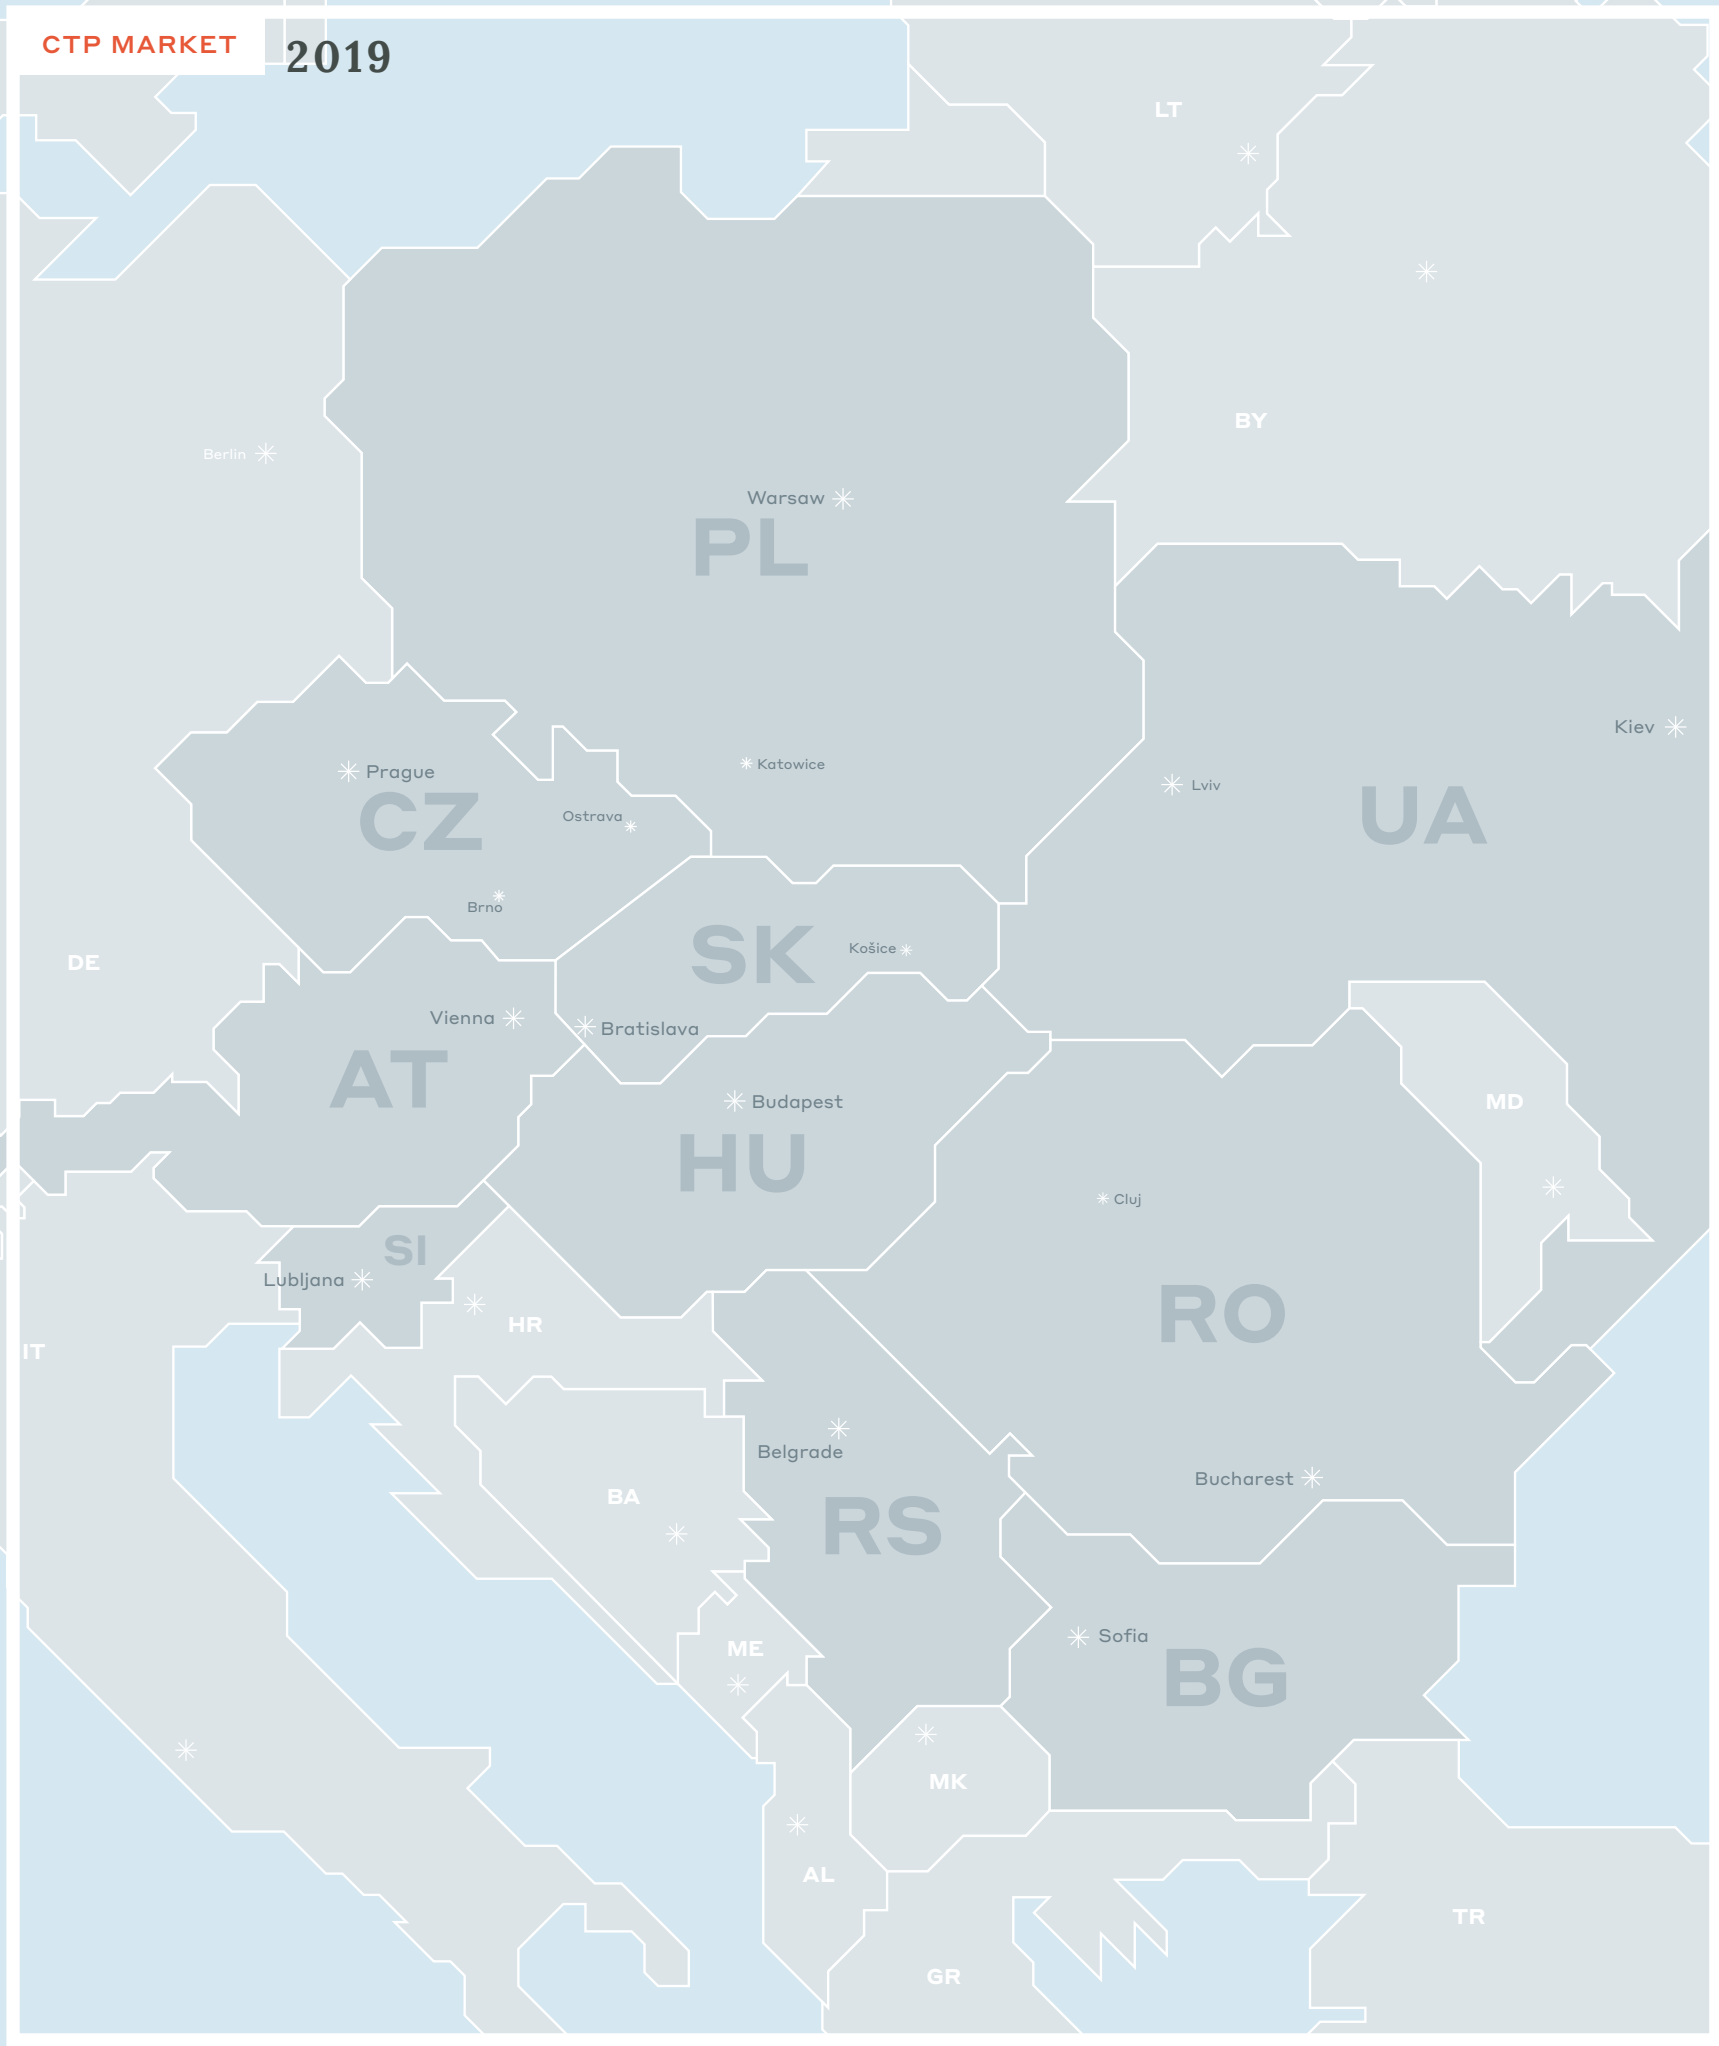 CTP MARKET
2019
LT
BY
Berlin
Warsaw
PL
Kiev
Prague
Katowice
Lviv
CZ
Ostrava
UA
Brno
SK
Košice
DE
Vienna
Bratislava
AT
Budapest
MD
HU
Cluj
SI
Lubljana
HR
RO
IT
Belgrade
Bucharest
BA
RS
Sofia
ME
BG
MK
AL
TR
GR